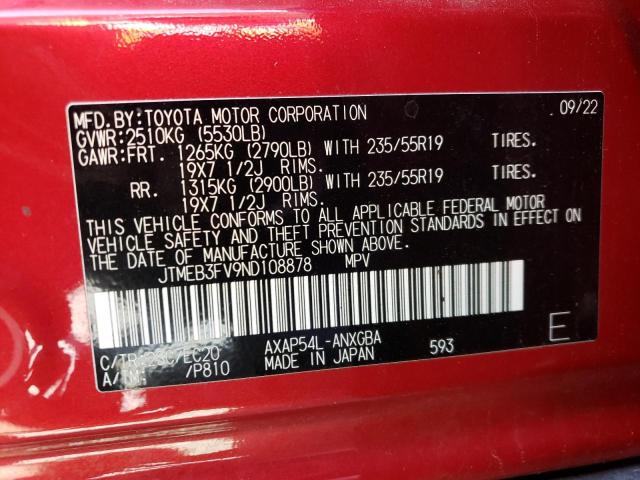 MFD.BY:TOYOTA MOTOR CORPORATION 09/22
GVWR:2510KG (5530LB)
GAWR:FRT. 1265KG (2790LB) WITH 235/55R19 TIRES.
19X7 1/2J RIMS.
RR. 1315KG (2900LB) WITH 235/55R19 TIRES.
19X7 1/2J RIMS.
THIS VEHICLE CONFORMS TO ALL APPLICABLE FEDERAL MOTOR
VEHICLE SAFETY AND THEFT PREVENTION STANDARDS IN EFFECT ON
THE DATE OF MANUFACTURE SHOWN ABOVE.
JTMEB3FV9ND108878 MPV
/EC20 AXAP54L-ANXGBA 593 E
/P810 MADE IN JAPAN